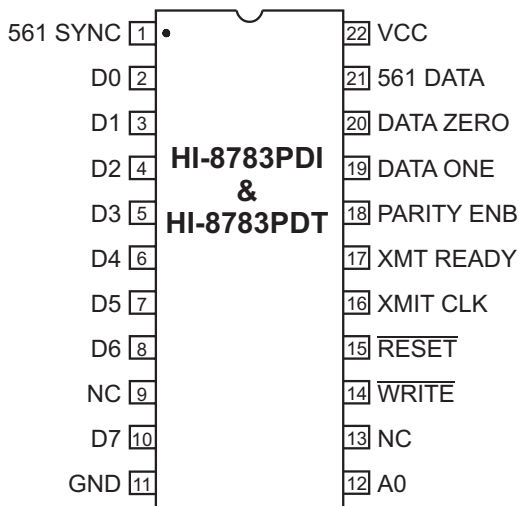 561 SYNC 1
D0 2
D1 3
D2 4
D3 5
D4 6
D5 7
D6 8
NC 9
D7 10
GND 11
HI-8783PDI
&
HI-8783PDT
22 VCC
21 561 DATA
20 DATA ZERO
19 DATA ONE
18 PARITY ENB
17 XMT READY
16 XMIT CLK
15 RESET
14 WRITE
13 NC
12 A0